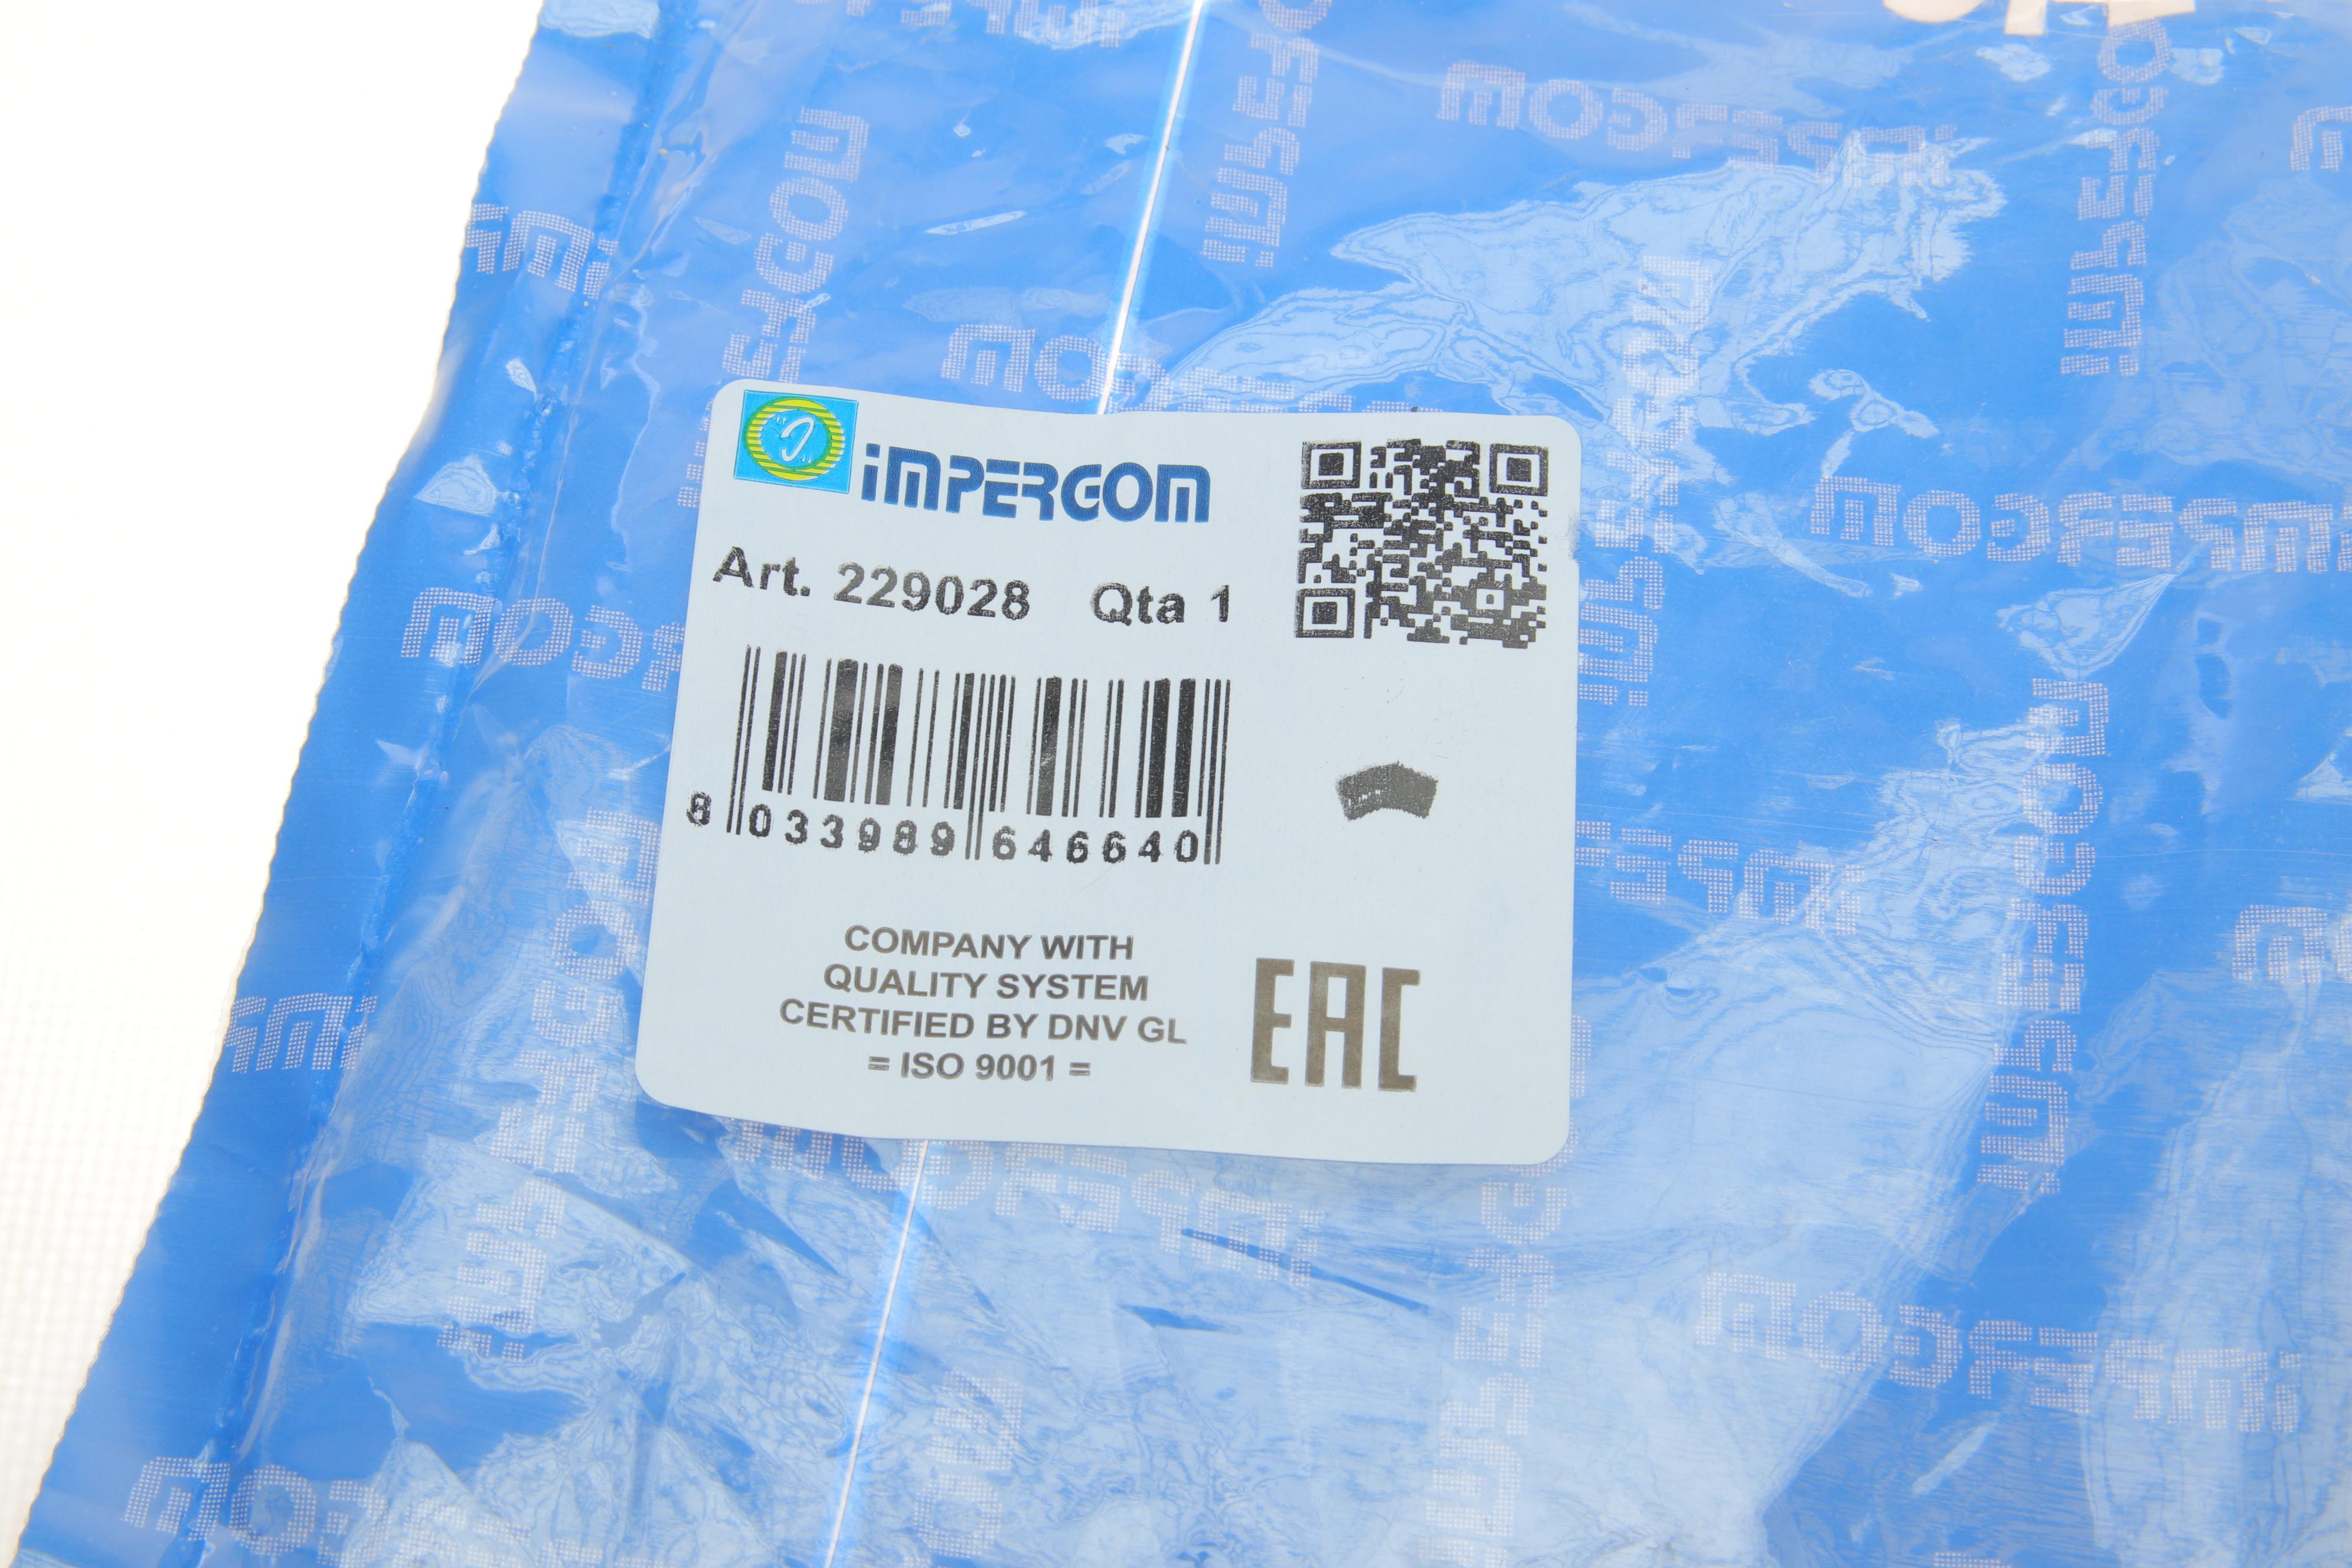 iMPERGOM
Art. 229028 Qta 1
8 033989 646640
COMPANY WITH
QUALITY SYSTEM
CERTIFIED BY DNV GL
= ISO 9001 =
EAC